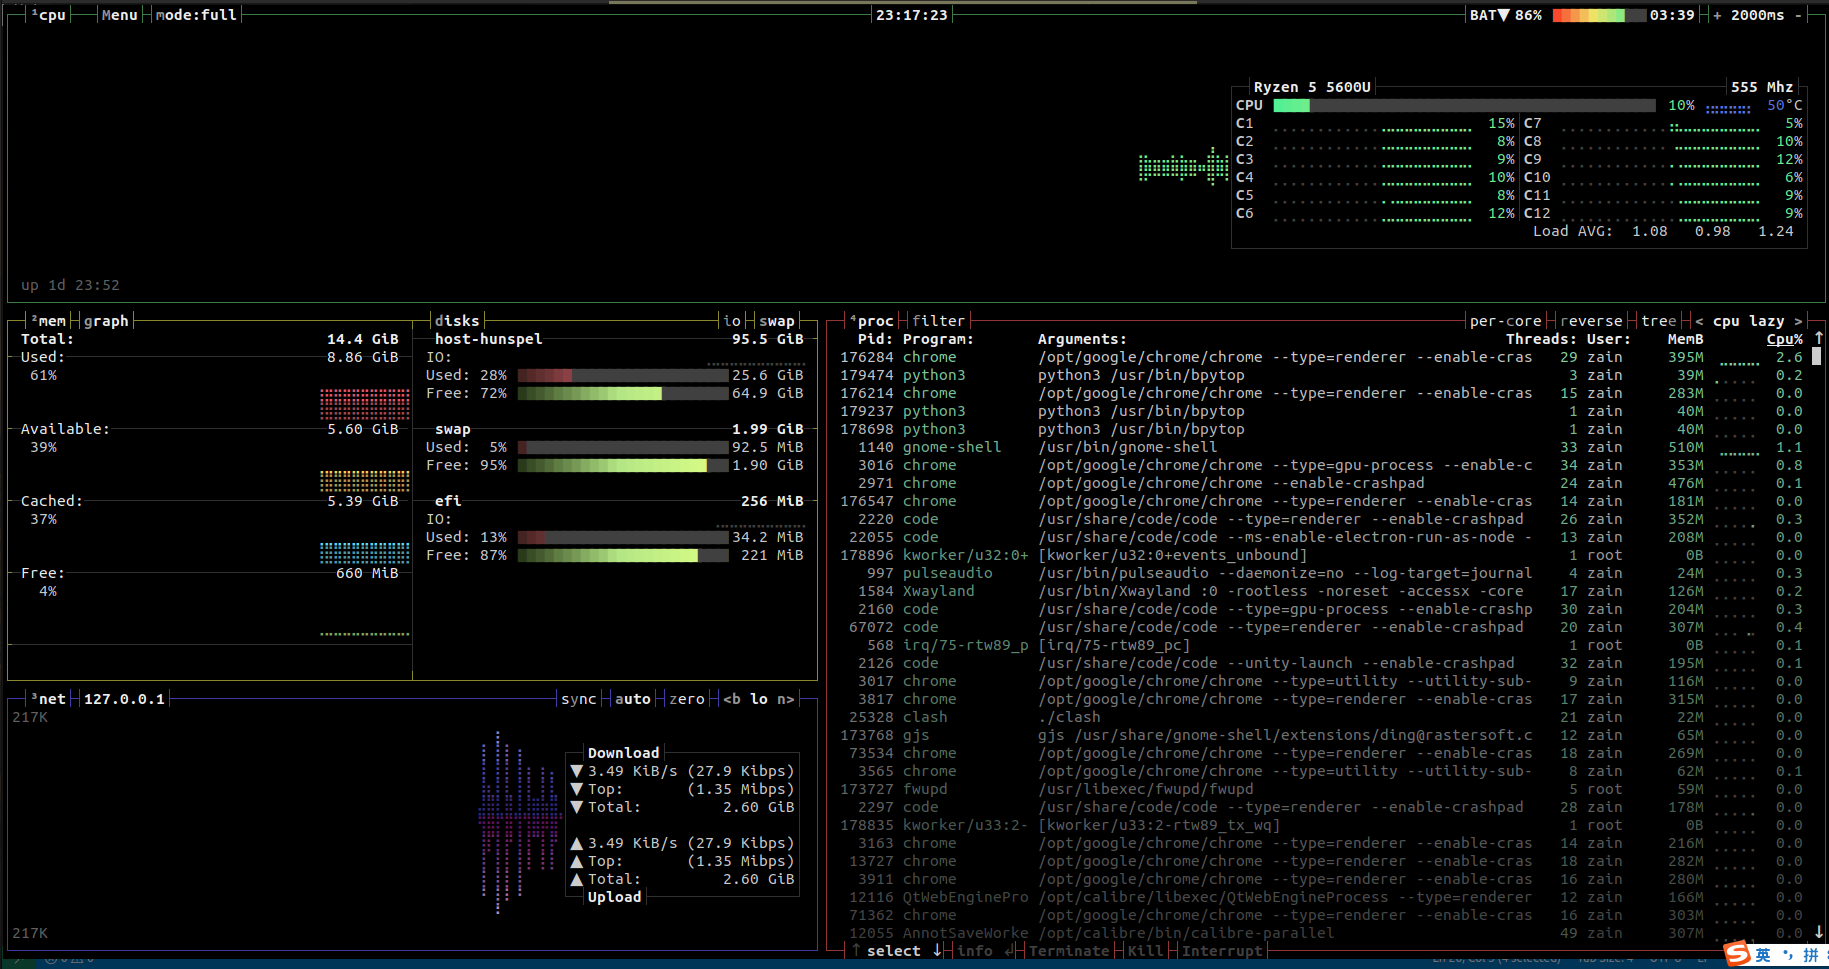 ¹cpu Menu mode:full 23:17:23 BAT▼ 86% 03:39 + 2000ms -
Ryzen 5 5600U 555 Mhz
CPU 10% 50°C
C1 15% C7 5%
C2 8% C8 10%
C3 9% C9 12%
C4 10% C10 6%
C5 8% C11 9%
C6 12% C12 9%
Load AVG: 1.08 0.98 1.24
up 1d 23:52
²mem graph
Total: 14.4 GiB
Used: 8.86 GiB
61%
Available: 5.60 GiB
39%
Cached: 5.39 GiB
37%
Free: 660 MiB
4%
disks io swap
host-hunspel 95.5 GiB
IO:
Used: 28% 25.6 GiB
Free: 72% 64.9 GiB
swap 1.99 GiB
Used: 5% 92.5 MiB
Free: 95% 1.90 GiB
efi 256 MiB
IO:
Used: 13% 34.2 MiB
Free: 87% 221 MiB
³net 127.0.0.1 sync auto zero <b lo n>
217K
Download
▼ 3.49 KiB/s (27.9 Kibps)
▼ Top: (1.35 Mibps)
▼ Total: 2.60 GiB
▲ 3.49 KiB/s (27.9 Kibps)
▲ Top: (1.35 Mibps)
▲ Total: 2.60 GiB
Upload
217K
⁴proc filter per-core reverse tree < cpu lazy >
Pid: Program: Arguments: Threads: User: MemB Cpu% ↑
176284 chrome /opt/google/chrome/chrome --type=renderer --enable-cras 29 zain 395M 2.6
179474 python3 python3 /usr/bin/bpytop 3 zain 39M 0.2
176214 chrome /opt/google/chrome/chrome --type=renderer --enable-cras 15 zain 283M 0.0
179237 python3 python3 /usr/bin/bpytop 1 zain 40M 0.0
178698 python3 python3 /usr/bin/bpytop 1 zain 40M 0.0
1140 gnome-shell /usr/bin/gnome-shell 33 zain 510M 1.1
3016 chrome /opt/google/chrome/chrome --type=gpu-process --enable-c 34 zain 353M 0.8
2971 chrome /opt/google/chrome/chrome --enable-crashpad 24 zain 476M 0.1
176547 chrome /opt/google/chrome/chrome --type=renderer --enable-cras 14 zain 181M 0.0
2220 code /usr/share/code/code --type=renderer --enable-crashpad 26 zain 352M 0.3
22055 code /usr/share/code/code --ms-enable-electron-run-as-node - 13 zain 208M 0.0
178896 kworker/u32:0+ [kworker/u32:0+events_unbound] 1 root 0B 0.0
997 pulseaudio /usr/bin/pulseaudio --daemonize=no --log-target=journal 4 zain 24M 0.3
1584 Xwayland /usr/bin/Xwayland :0 -rootless -noreset -accessx -core 17 zain 126M 0.2
2160 code /usr/share/code/code --type=gpu-process --enable-crashp 30 zain 204M 0.3
67072 code /usr/share/code/code --type=renderer --enable-crashpad 20 zain 307M 0.4
568 irq/75-rtw89_p [irq/75-rtw89_pc] 1 root 0B 0.1
2126 code /usr/share/code/code --unity-launch --enable-crashpad 32 zain 195M 0.1
3017 chrome /opt/google/chrome/chrome --type=utility --utility-sub- 9 zain 116M 0.0
3817 chrome /opt/google/chrome/chrome --type=renderer --enable-cras 17 zain 315M 0.0
25328 clash ./clash 21 zain 22M 0.0
173768 gjs gjs /usr/share/gnome-shell/extensions/ding@rastersoft.c 12 zain 65M 0.0
73534 chrome /opt/google/chrome/chrome --type=renderer --enable-cras 18 zain 269M 0.0
3565 chrome /opt/google/chrome/chrome --type=utility --utility-sub- 8 zain 62M 0.1
173727 fwupd /usr/libexec/fwupd/fwupd 5 root 59M 0.0
2297 code /usr/share/code/code --type=renderer --enable-crashpad 28 zain 178M 0.0
178835 kworker/u33:2- [kworker/u33:2-rtw89_tx_wq] 1 root 0B 0.0
3163 chrome /opt/google/chrome/chrome --type=renderer --enable-cras 14 zain 216M 0.0
13727 chrome /opt/google/chrome/chrome --type=renderer --enable-cras 18 zain 282M 0.0
3911 chrome /opt/google/chrome/chrome --type=renderer --enable-cras 16 zain 280M 0.0
12116 QtWebEnginePro /opt/calibre/libexec/QtWebEngineProcess --type=renderer 12 zain 166M 0.0
71362 chrome /opt/google/chrome/chrome --type=renderer --enable-cras 16 zain 303M 0.0
12055 AnnotSaveWorke /opt/calibre/bin/calibre-parallel 49 zain 307M 0.0 ↓
↑ select ↓ info ↲ Terminate Kill Interrupt
S 英 拼